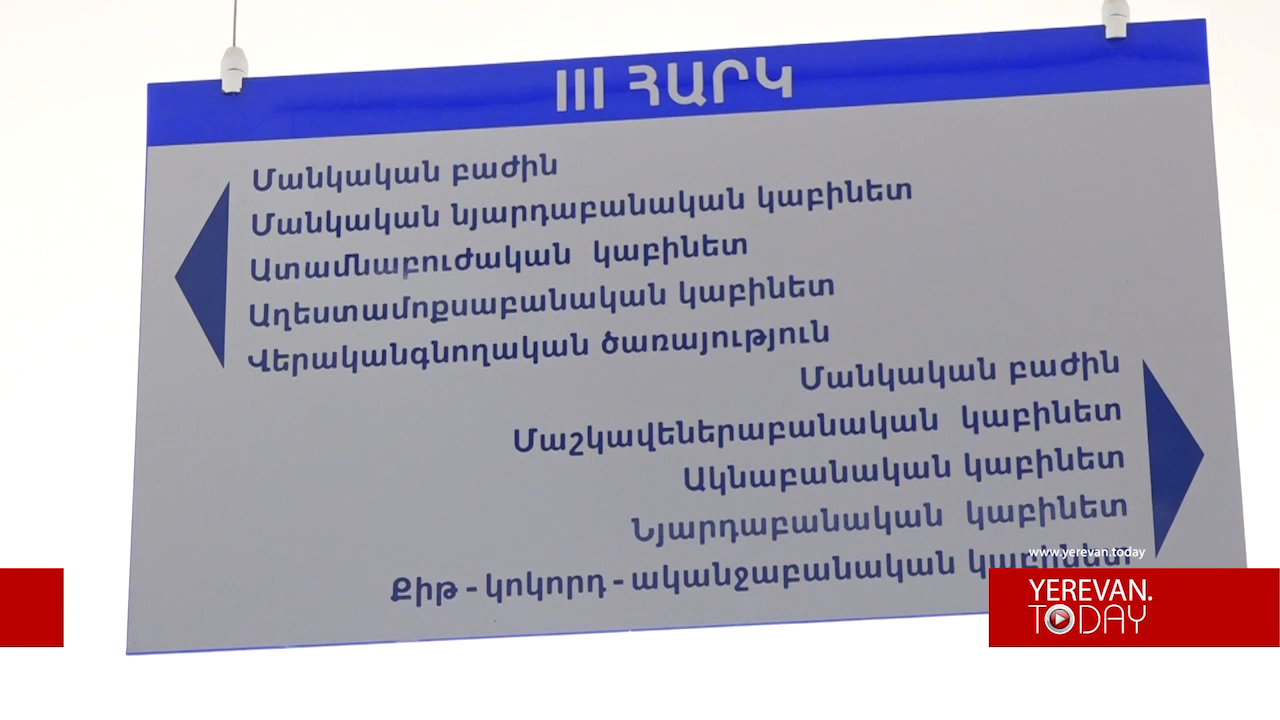 III ՀԱՐԿ
Մանկական բաժին
Մանկական նյարդաբանական կաբինետ
Ատամնաբուժական կաբինետ
Աղեստամոքսաբանական կաբինետ
Վերականգնողական ծառայություն
Մանկական բաժին
Մաշկավեներաբանական կաբինետ
Ակնաբանական կաբինետ
Նյարդաբանական կաբինետ
Քիթ - կոկորդ - ականջաբանական կաբինետ
www.yerevan.today
YEREVAN.
TODAY